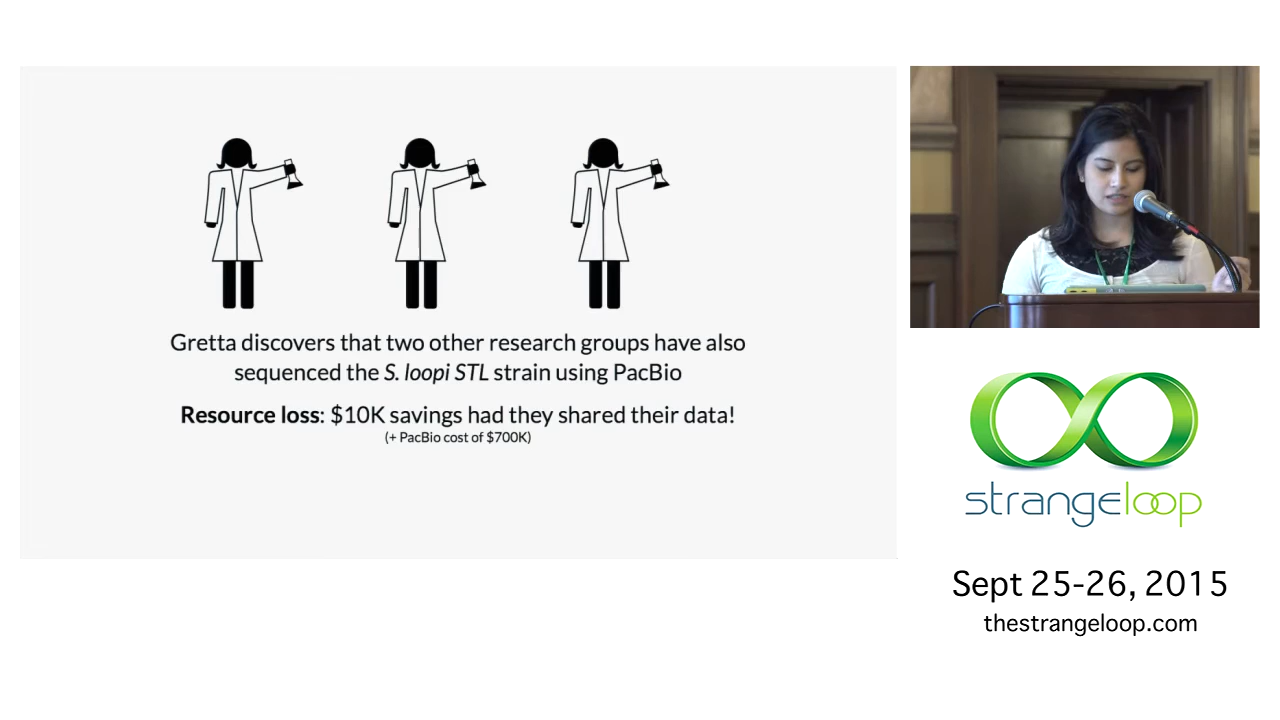 Gretta discovers that two other research groups have also
sequenced the S. loopi STL strain using PacBio
Resource loss: $10K savings had they shared their data!
(+ PacBio cost of $700K)
strangeloop
Sept 25-26, 2015
thestrangeloop.com